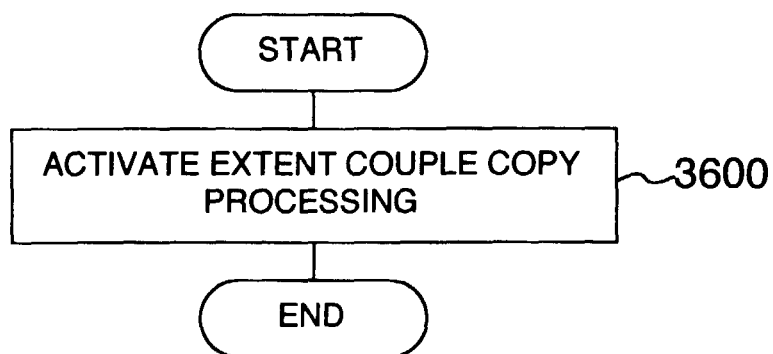 START
ACTIVATE EXTENT COUPLE COPY
PROCESSING
3600
END